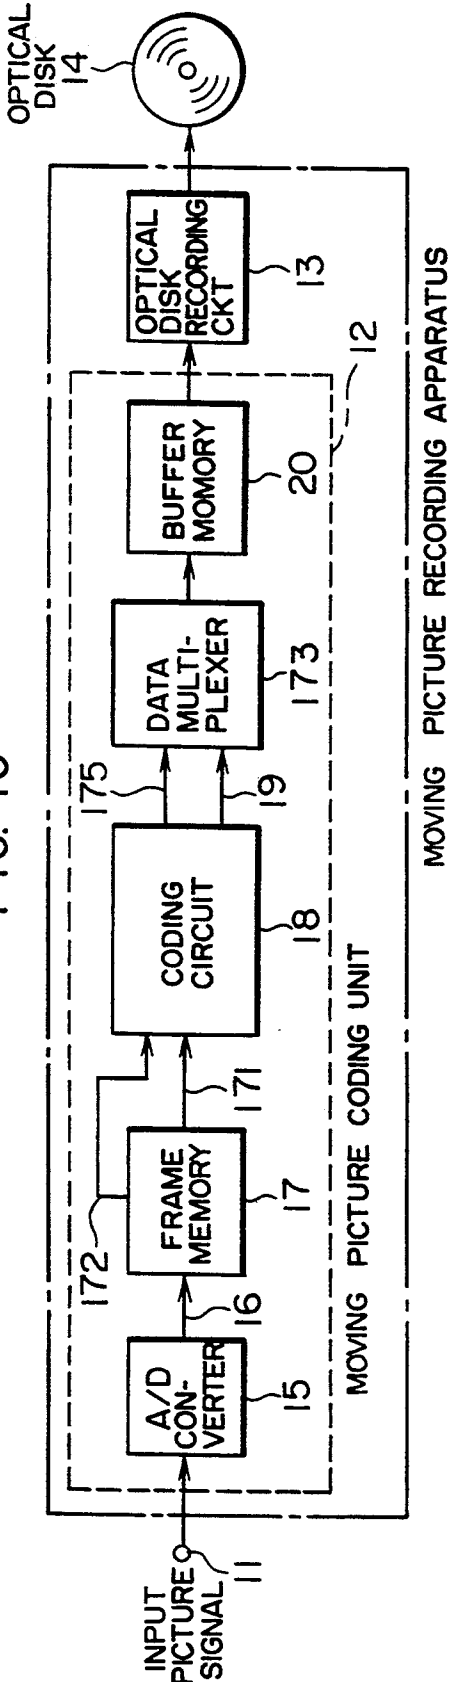 INPUT
PICTURE
SIGNAL
11
A/D
CON-
VERTER
15
16
FRAME
MEMORY
17
172
171
CODING
CIRCUIT
18
175
19
DATA
MULTI-
PLEXER
173
BUFFER
MOMORY
20
12
OPTICAL
DISK
RECORDING
CKT
13
OPTICAL
DISK
14
MOVING PICTURE CODING UNIT
MOVING PICTURE RECORDING APPARATUS